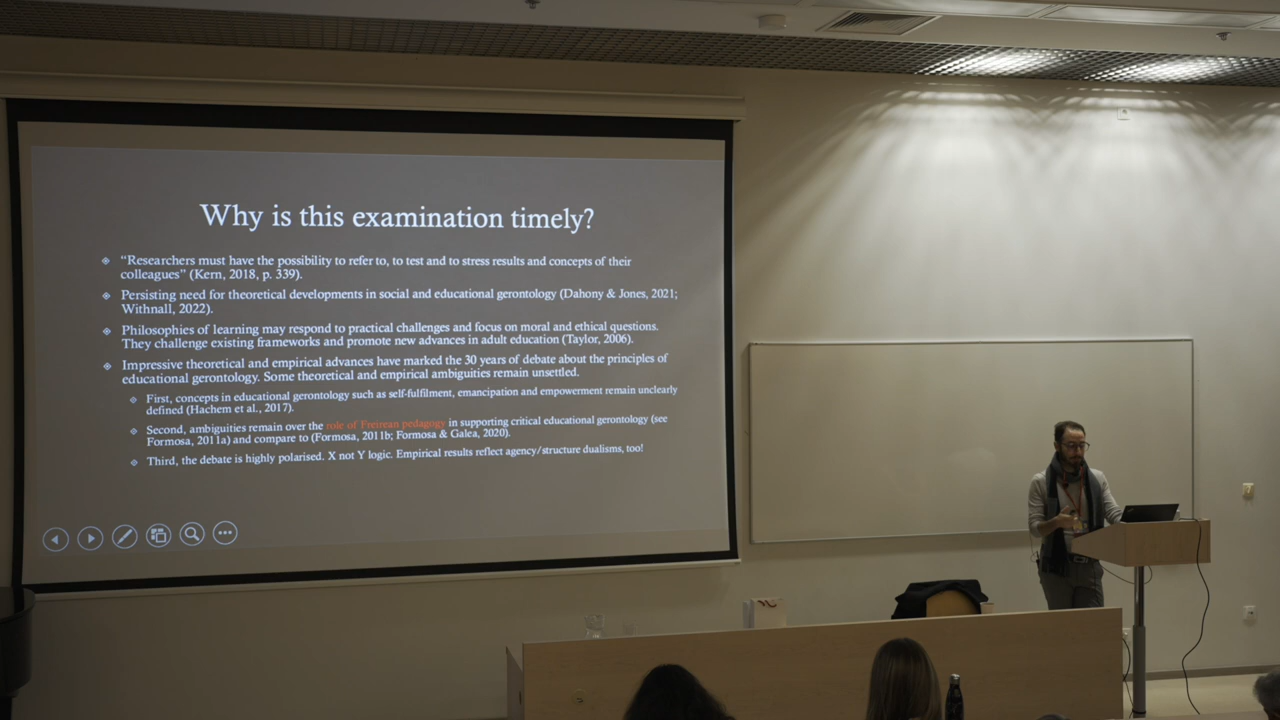 Why is this examination timely?
“Researchers must have the possibility to refer to, to test and to stress results and concepts of their
colleagues” (Kern, 2018, p. 339).
Persisting need for theoretical developments in social and educational gerontology (Dahony & Jones, 2021;
Withnall, 2022).
Philosophies of learning may respond to practical challenges and focus on moral and ethical questions.
They challenge existing frameworks and promote new advances in adult education (Taylor, 2006).
Impressive theoretical and empirical advances have marked the 30 years of debate about the principles of
educational gerontology. Some theoretical and empirical ambiguities remain unsettled.
First, concepts in educational gerontology such as self-fulfilment, emancipation and empowerment remain unclearly
defined (Hachem et al., 2017).
Second, ambiguities remain over the role of Freirean pedagogy in supporting critical educational gerontology (see
Formosa, 2011a) and compare to (Formosa, 2011b; Formosa & Galea, 2020).
Third, the debate is highly polarised. X not Y logic. Empirical results reflect agency/structure dualisms, too!